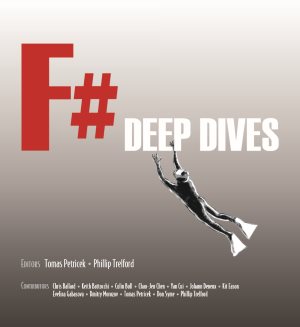 F# DEEP DIVES
EDITORS Tomas Petricek • Phillip Trelford
CONTRIBUTORS Chris Ballard • Keith Battocchi • Colin Bull • Chao-Jen Chen • Yan Cui • Johann Deneux • Kit Eason
Evelina Gabasova • Dmitry Morozov • Tomas Petricek • Don Syme • Phillip Trelford